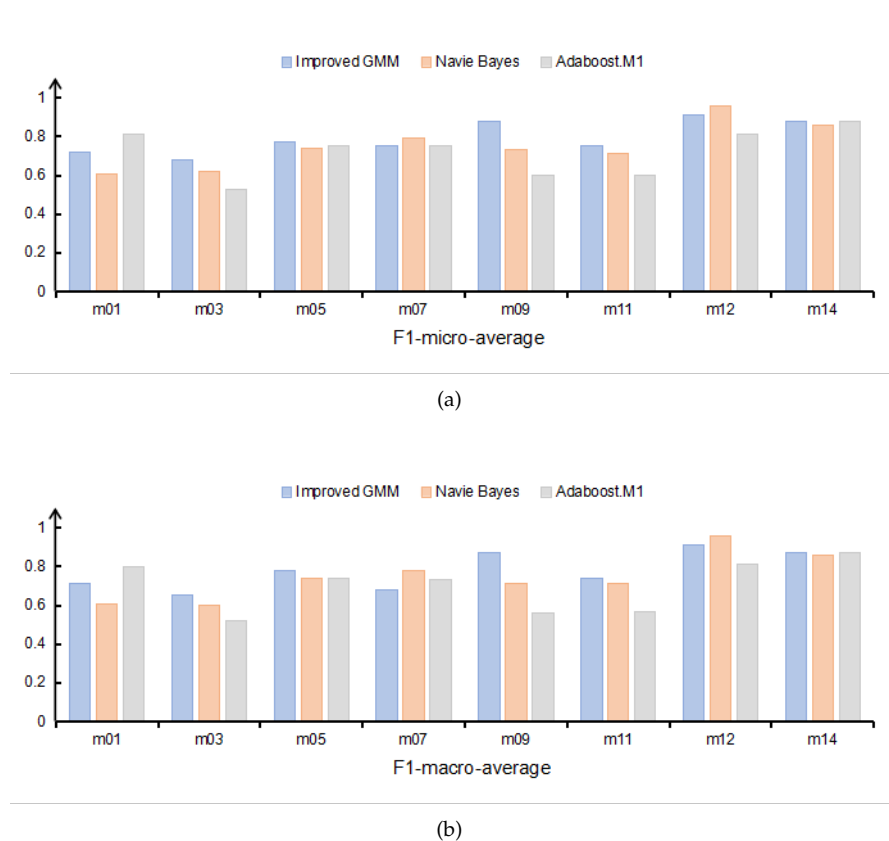 Improved GMM Navie Bayes Adaboost.M1
1
0.8
0.6
0.4
0.2
0
m01 m03 m05 m07 m09 m11 m12 m14
F1-micro-average
(a)
Improved GMM Navie Bayes Adaboost.M1
1
0.8
0.6
0.4
0.2
0
m01 m03 m05 m07 m09 m11 m12 m14
F1-macro-average
(b)